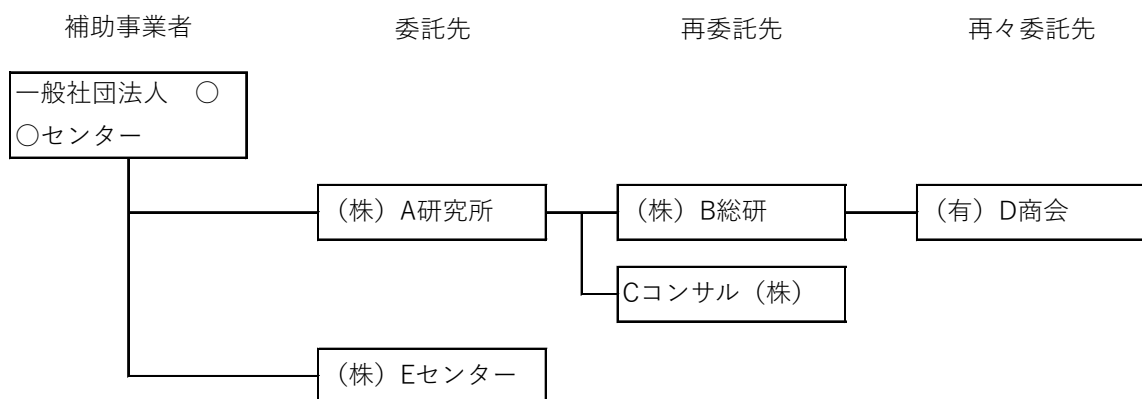 補助事業者 委託先 再委託先 再々委託先
一般社団法人　○
○センター
（株）A研究所 （株）B総研 （有）D商会
Cコンサル（株）
（株）Eセンター